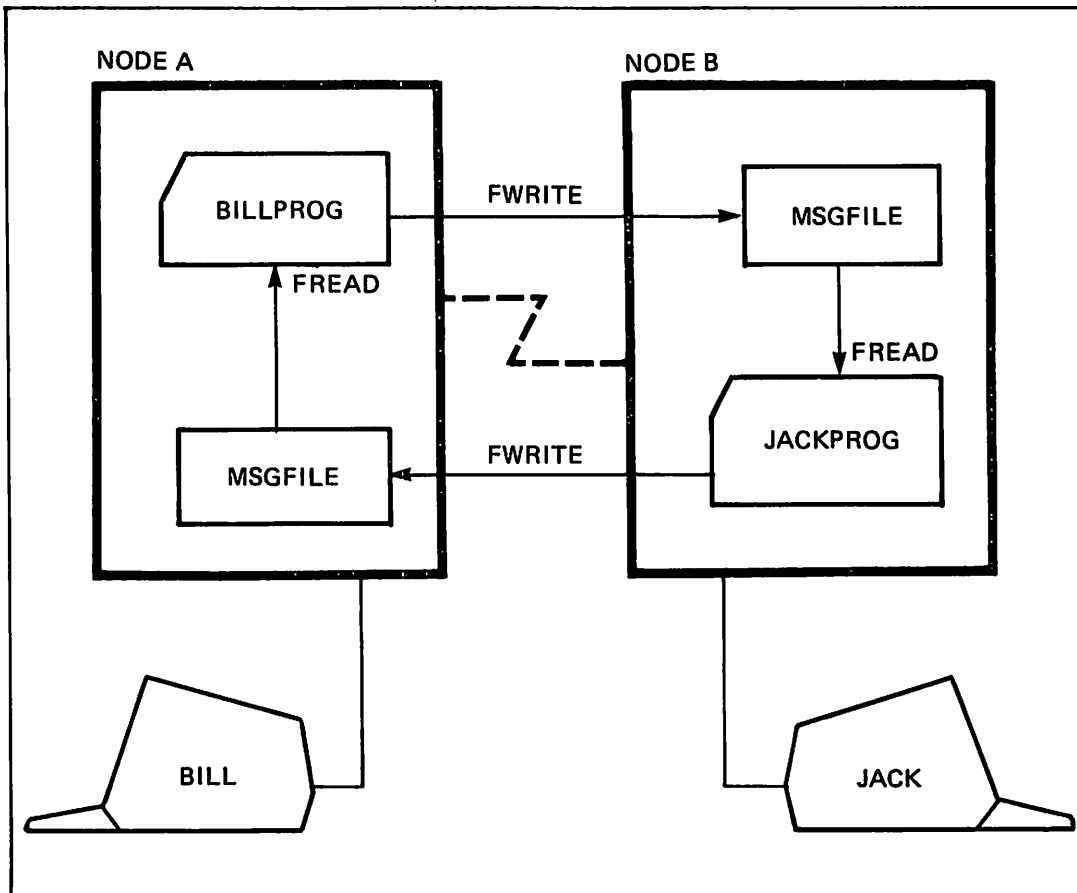 NODE A
NODE B
BILLPROG
FWRITE
MSGFILE
FREAD
FREAD
MSGFILE
FWRITE
JACKPROG
BILL
JACK